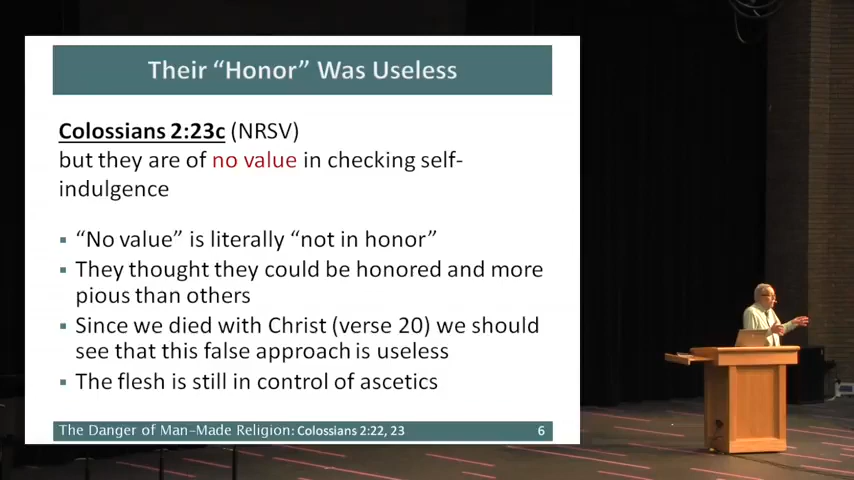 Their “Honor” Was Useless
Colossians 2:23c (NRSV)
but they are of no value in checking self-
indulgence
▪ “No value” is literally “not in honor”
▪ They thought they could be honored and more
pious than others
▪ Since we died with Christ (verse 20) we should
see that this false approach is useless
▪ The flesh is still in control of ascetics
The Danger of Man-Made Religion: Colossians 2:22, 23 6